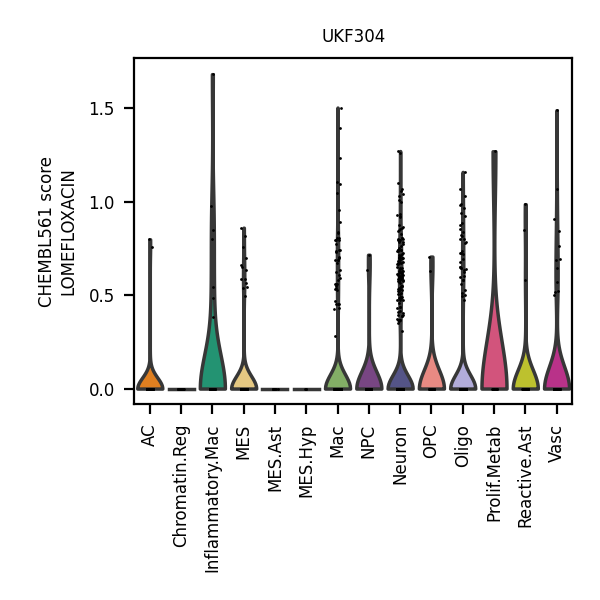 UKF304
CHEMBL561 score
LOMEFLOXACIN
1.5
1.0
0.5
0.0
AC
Chromatin.Reg
Inflammatory.Mac
MES
MES.Ast
MES.Hyp
Mac
NPC
Neuron
OPC
Oligo
Prolif.Metab
Reactive.Ast
Vasc